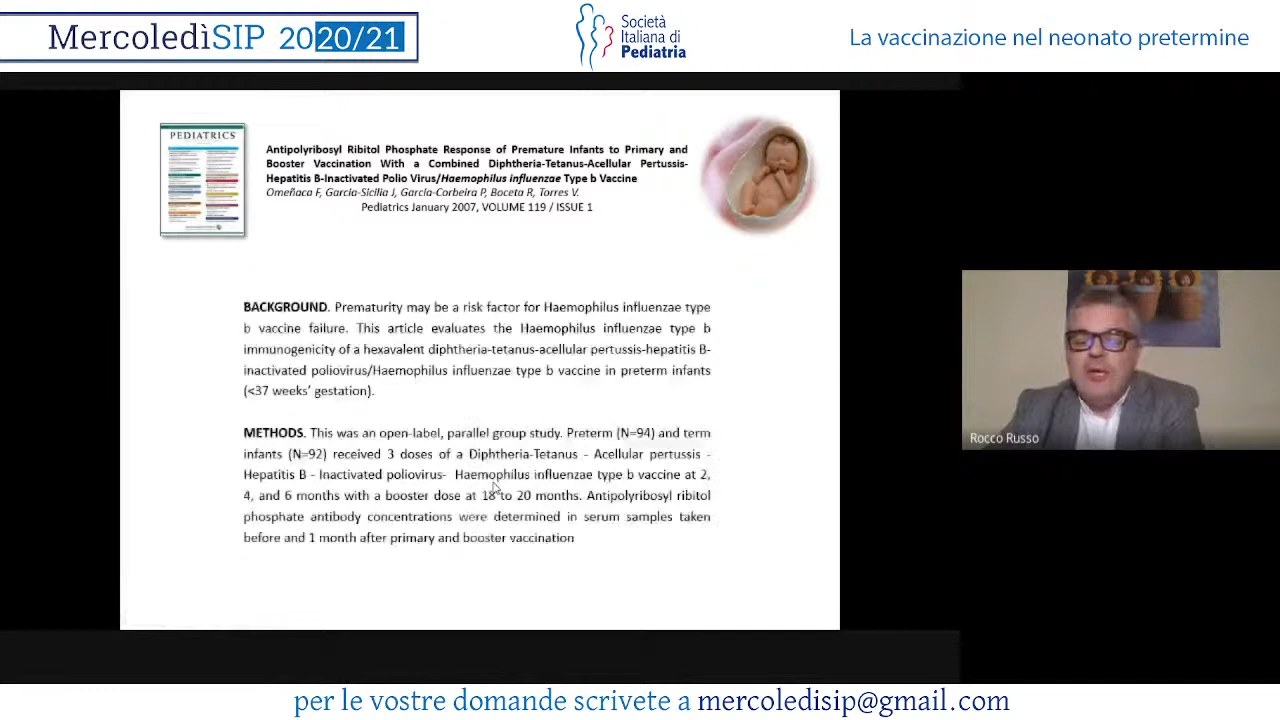 MercoledìSIP 2020/21
Società
Italiana di
Pediatria
La vaccinazione nel neonato pretermine
PEDIATRICS
Antipolyribosyl Ribitol Phosphate Response of Premature Infants to Primary and
Booster Vaccination With a Combined Diphtheria-Tetanus-Acellular Pertussis-
Hepatitis B-Inactivated Polio Virus/Haemophilus influenzae Type b Vaccine
Omeñaca F, Garcia-Sicilia J, García-Corbeira P, Boceta R, Torres V.
Pediatrics January 2007, VOLUME 119 / ISSUE 1
BACKGROUND. Prematurity may be a risk factor for Haemophilus influenzae type
b vaccine failure. This article evaluates the Haemophilus influenzae type b
immunogenicity of a hexavalent diphtheria-tetanus-acellular pertussis-hepatitis B-
inactivated poliovirus/Haemophilus influenzae type b vaccine in preterm infants
(<37 weeks' gestation).
METHODS. This was an open-label, parallel group study. Preterm (N=94) and term
infants (N=92) received 3 doses of a Diphtheria-Tetanus - Acellular pertussis -
Hepatitis B - Inactivated poliovirus- Haemophilus influenzae type b vaccine at 2,
4, and 6 months with a booster dose at 18 to 20 months. Antipolyribosyl ribitol
phosphate antibody concentrations were determined in serum samples taken
before and 1 month after primary and booster vaccination
Rocco Russo
per le vostre domande scrivete a mercoledisip@gmail.com